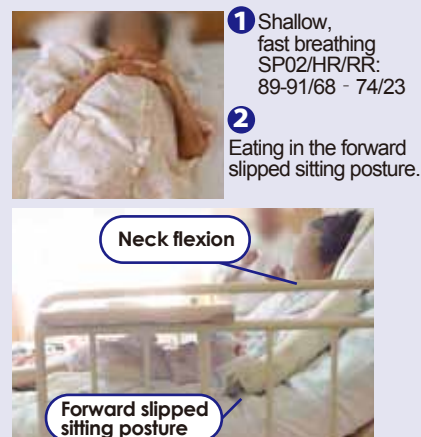 1 Shallow,
fast breathing
SP02/HR/RR:
89-91/68‐74/23
2
Eating in the forward
slipped sitting posture.
Neck flexion
Forward slipped
sitting posture